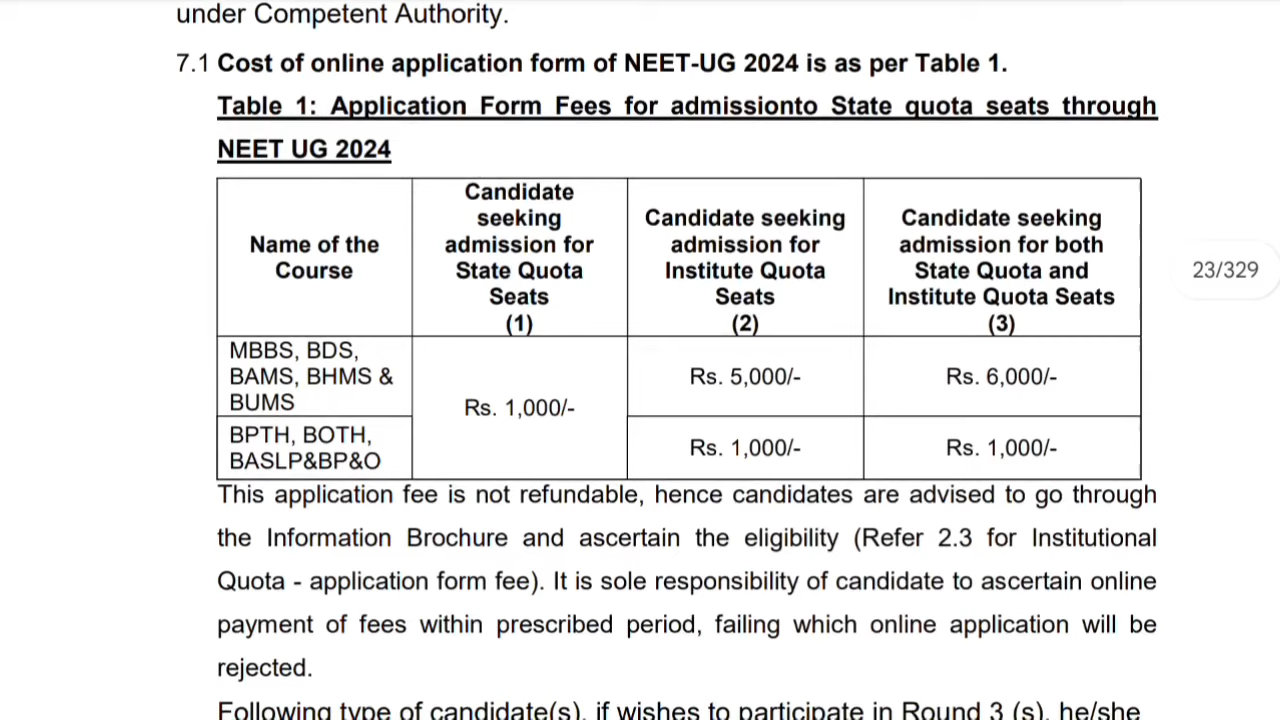 under Competent Authority.
7.1 Cost of online application form of NEET-UG 2024 is as per Table 1.
Table 1: Application Form Fees for admissionto State quota seats through
NEET UG 2024
Name of the
Course
Candidate
seeking
admission for
State Quota
Seats
(1)
Candidate seeking
admission for
Institute Quota
Seats
(2)
Candidate seeking
admission for both
State Quota and
Institute Quota Seats
(3)
MBBS, BDS,
BAMS, BHMS &
BUMS
Rs. 1,000/-
Rs. 5,000/-
Rs. 6,000/-
BPTH, BOTH,
BASLP&BP&O
Rs. 1,000/-
Rs. 1,000/-
This application fee is not refundable, hence candidates are advised to go through
the Information Brochure and ascertain the eligibility (Refer 2.3 for Institutional
Quota - application form fee). It is sole responsibility of candidate to ascertain online
payment of fees within prescribed period, failing which online application will be
rejected.
Following type of candidate(s), if wishes to participate in Round 3 (s), he/she
23/329